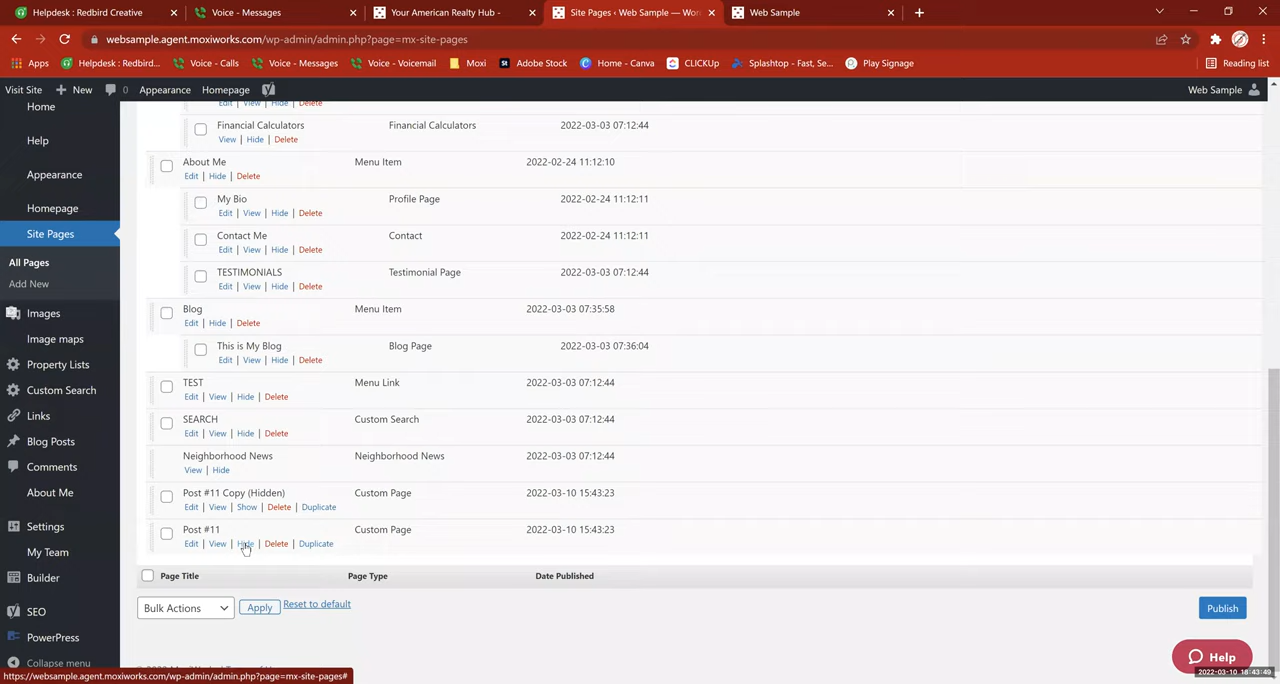 Helpdesk : Redbird Creative
Voice - Messages
Your American Realty Hub -
Site Pages ‹ Web Sample — Wor
Web Sample
websample.agent.moxiworks.com/wp-admin/admin.php?page=mx-site-pages
Apps
Helpdesk : Redbird...
Voice - Calls
Voice - Messages
Voice - Voicemail
Moxi
St Adobe Stock
Home - Canva
CLICKUp
Splashtop - Fast, Se...
Play Signage
Reading list
Visit Site
New
0
Appearance
Homepage
Web Sample
Home
Help
Appearance
Homepage
Site Pages
All Pages
Add New
Images
Image maps
Property Lists
Custom Search
Links
Blog Posts
Comments
About Me
Settings
My Team
Builder
SEO
PowerPress
Collapse menu
Edit | View | Hide | Delete
Financial Calculators Financial Calculators 2022-03-03 07:12:44
View | Hide | Delete
About Me Menu Item 2022-02-24 11:12:10
Edit | Hide | Delete
My Bio Profile Page 2022-02-24 11:12:11
Edit | View | Hide | Delete
Contact Me Contact 2022-02-24 11:12:11
Edit | View | Hide | Delete
TESTIMONIALS Testimonial Page 2022-03-03 07:12:44
Edit | View | Hide | Delete
Blog Menu Item 2022-03-03 07:35:58
Edit | Hide | Delete
This is My Blog Blog Page 2022-03-03 07:36:04
Edit | View | Hide | Delete
TEST Menu Link 2022-03-03 07:12:44
Edit | View | Hide | Delete
SEARCH Custom Search 2022-03-03 07:12:44
Edit | View | Hide | Delete
Neighborhood News Neighborhood News 2022-03-03 07:12:44
View | Hide
Post #11 Copy (Hidden) Custom Page 2022-03-10 15:43:23
Edit | View | Show | Delete | Duplicate
Post #11 Custom Page 2022-03-10 15:43:23
Edit | View | Hide | Delete | Duplicate
Page Title Page Type Date Published
Bulk Actions
Apply
Reset to default
Publish
Help
https://websample.agent.moxiworks.com/wp-admin/admin.php?page=mx-site-pages#
2022-03-10 18:43:49